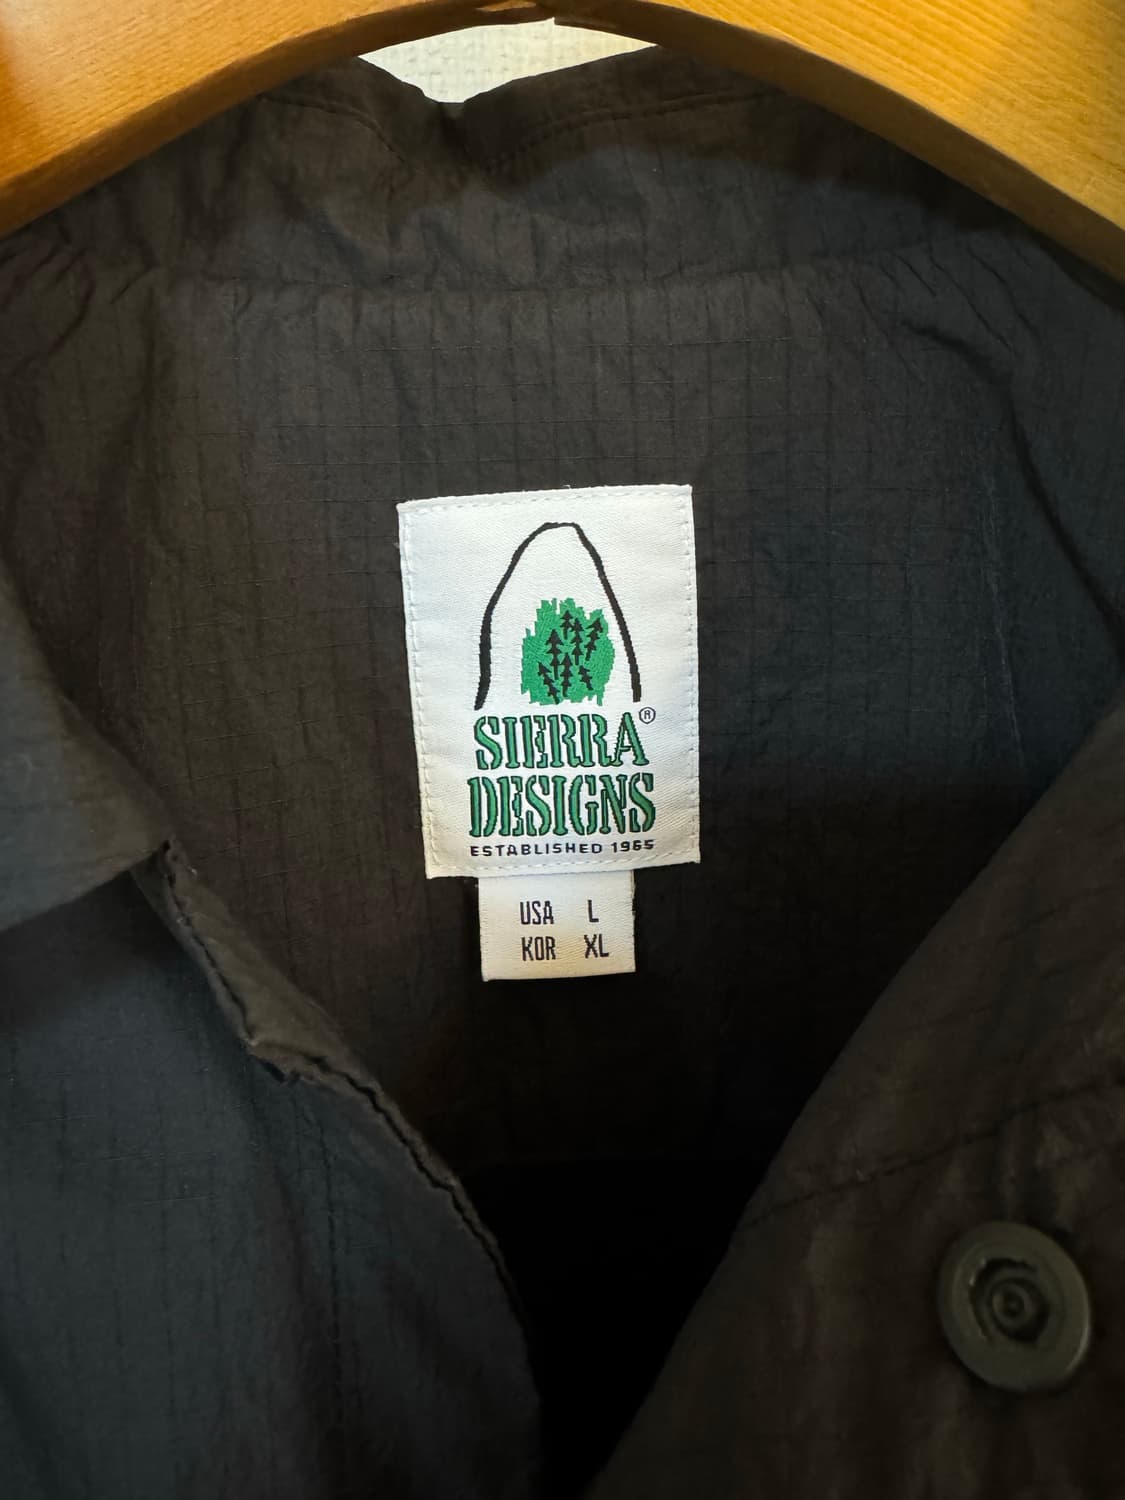 SIERRA®
DESIGNS
ESTABLISHED 1965
USA L
KOR XL